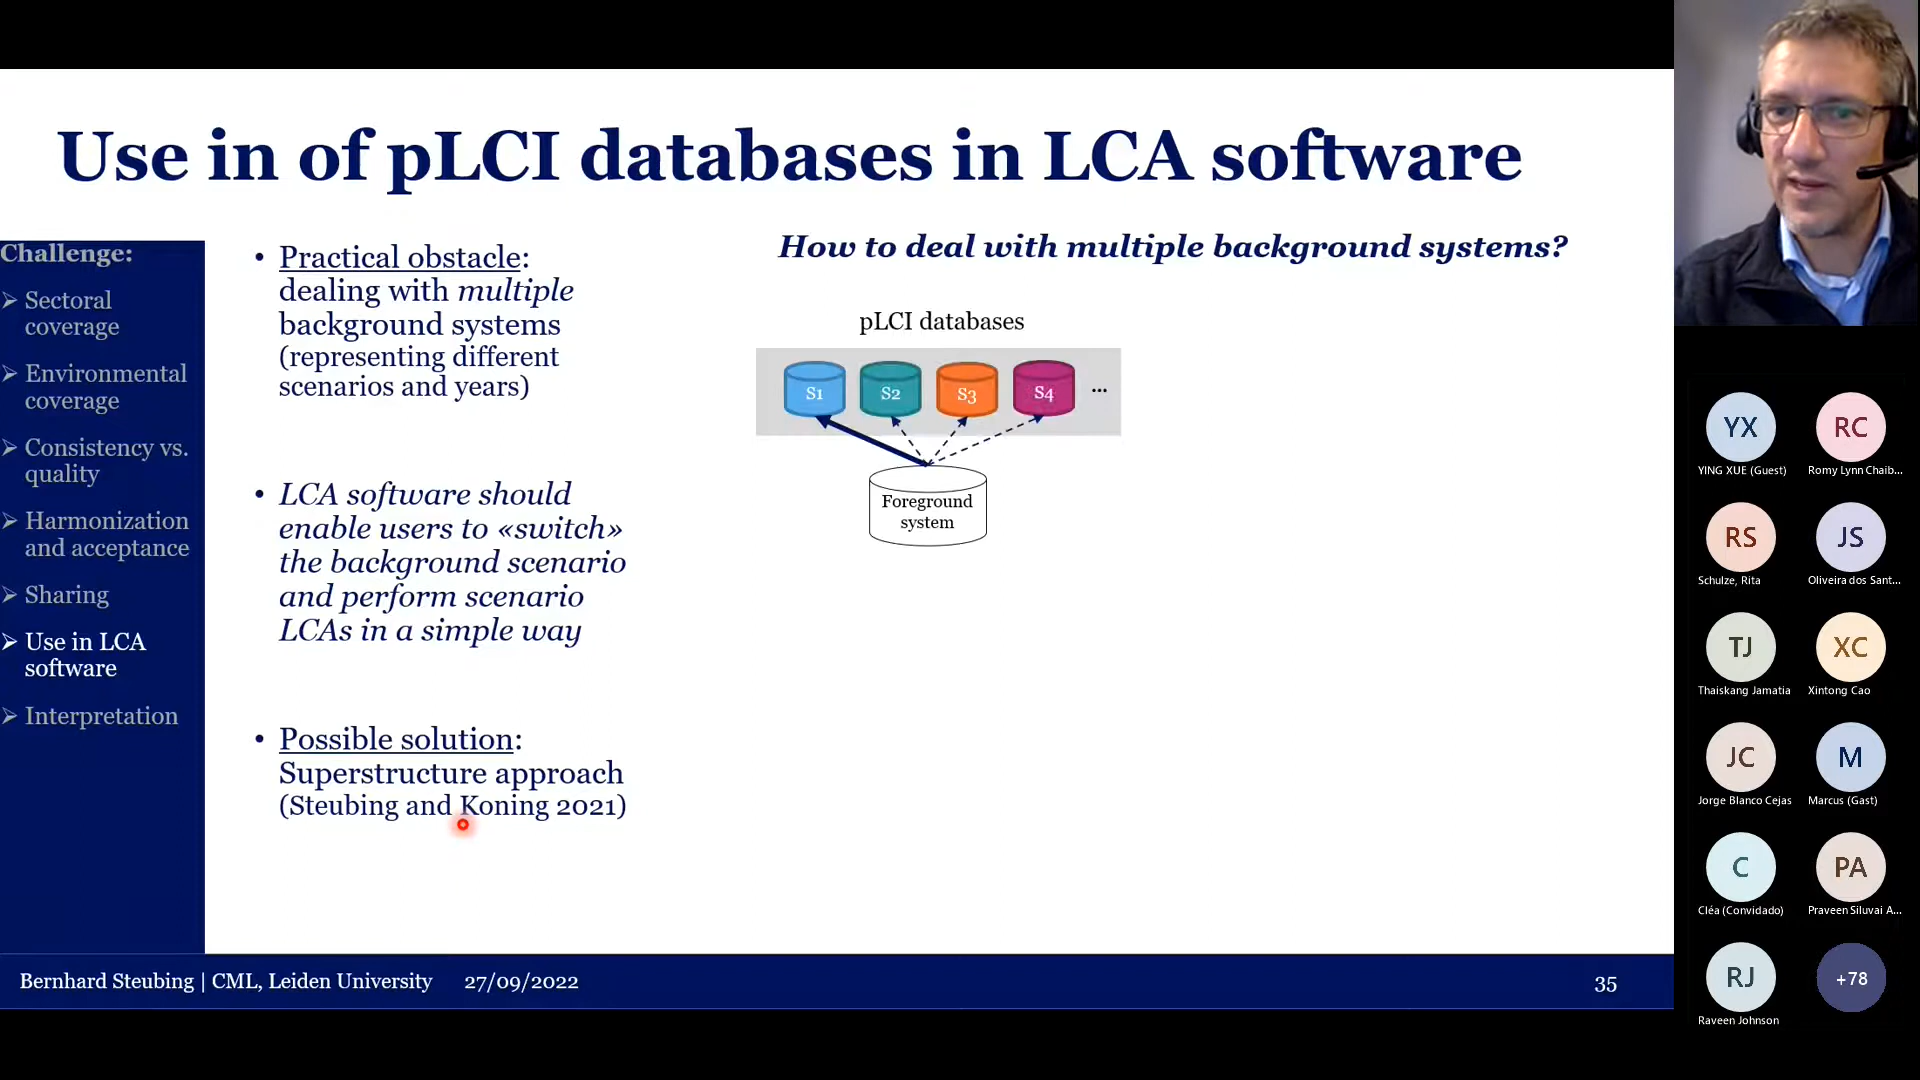 Use in of pLCI databases in LCA software
Challenge:
➢ Sectoral
coverage
➢ Environmental
coverage
➢ Consistency vs.
quality
➢ Harmonization
and acceptance
➢ Sharing
➢ Use in LCA
software
➢ Interpretation
• Practical obstacle:
dealing with multiple
background systems
(representing different
scenarios and years)
• LCA software should
enable users to «switch»
the background scenario
and perform scenario
LCAs in a simple way
• Possible solution:
Superstructure approach
(Steubing and Koning 2021)
How to deal with multiple background systems?
pLCI databases
S1 S2 S3 S4 ...
Foreground
system
Bernhard Steubing | CML, Leiden University 27/09/2022
35
YX RC
YING XUE (Guest) Romy Lynn Chaib...
RS JS
Schulze, Rita Oliveira dos Sant...
TJ XC
Thaiskang Jamatia Xintong Cao
JC M
Jorge Blanco Cejas Marcus (Gast)
C PA
Cléa (Convidado) Praveen Siluvai A...
RJ +78
Raveen Johnson